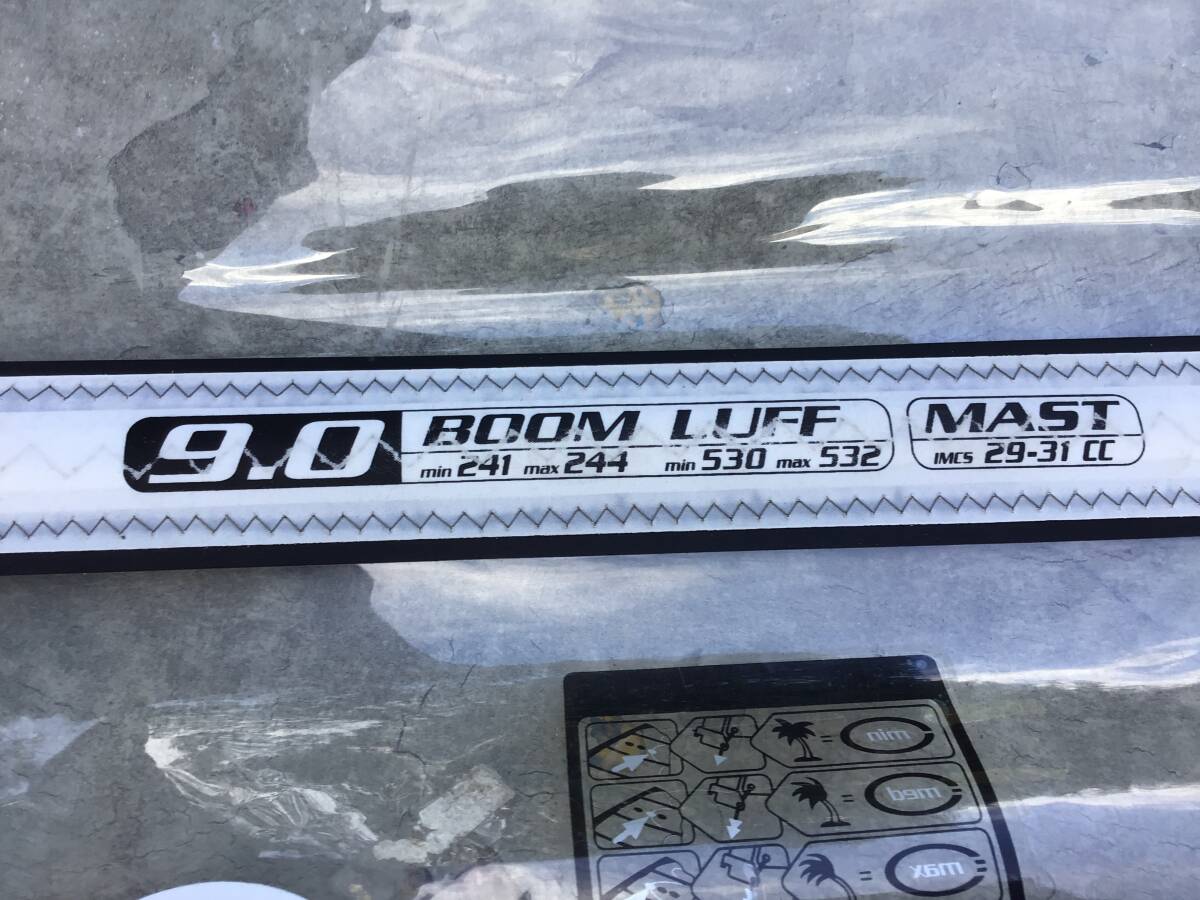 9.0 BOOM LUFF MAST
min 241 max 244 min 530 max 532 IMCS 29-31 CC
= min
= med
= max